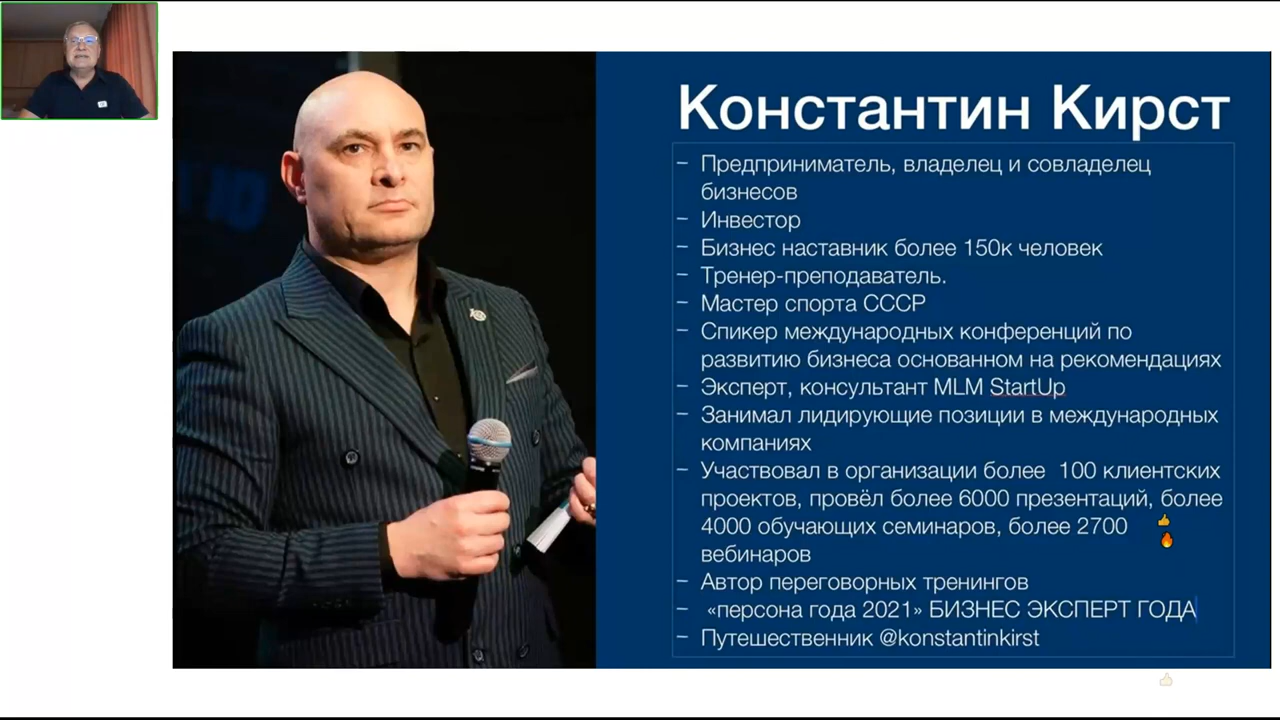 Константин Кирст
– Предприниматель, владелец и совладелец
бизнесов
– Инвестор
– Бизнес наставник более 150к человек
– Тренер-преподаватель.
– Мастер спорта СССР
– Спикер международных конференций по
развитию бизнеса основанном на рекомендациях
– Эксперт, консультант MLM StartUp
– Занимал лидирующие позиции в международных
компаниях
– Участвовал в организации более 100 клиентских
проектов, провёл более 6000 презентаций, более
4000 обучающих семинаров, более 2700
вебинаров
– Автор переговорных тренингов
– «персона года 2021» БИЗНЕС ЭКСПЕРТ ГОДА
– Путешественник @konstantinkirst